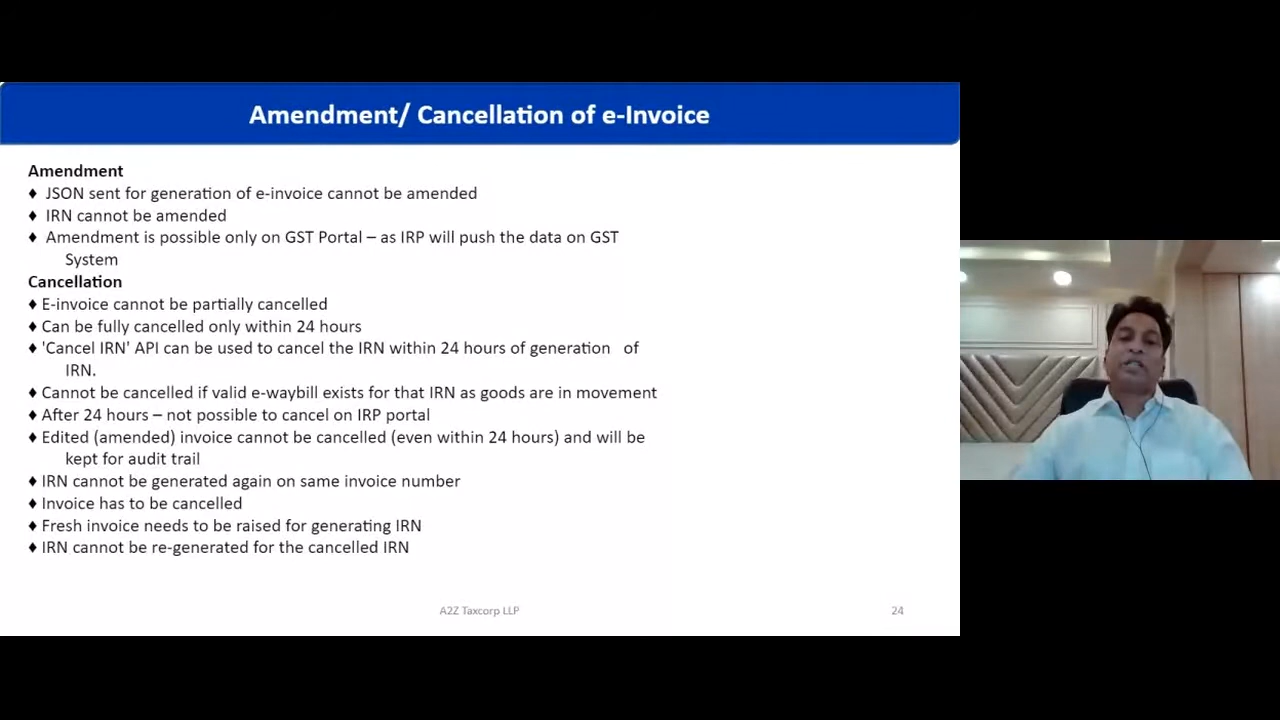 Amendment/ Cancellation of e-Invoice
Amendment
♦ JSON sent for generation of e-invoice cannot be amended
♦ IRN cannot be amended
♦ Amendment is possible only on GST Portal – as IRP will push the data on GST
System
Cancellation
♦ E-invoice cannot be partially cancelled
♦ Can be fully cancelled only within 24 hours
♦ 'Cancel IRN' API can be used to cancel the IRN within 24 hours of generation of
IRN.
♦ Cannot be cancelled if valid e-waybill exists for that IRN as goods are in movement
♦ After 24 hours – not possible to cancel on IRP portal
♦ Edited (amended) invoice cannot be cancelled (even within 24 hours) and will be
kept for audit trail
♦ IRN cannot be generated again on same invoice number
♦ Invoice has to be cancelled
♦ Fresh invoice needs to be raised for generating IRN
♦ IRN cannot be re-generated for the cancelled IRN
A2Z Taxcorp LLP
24